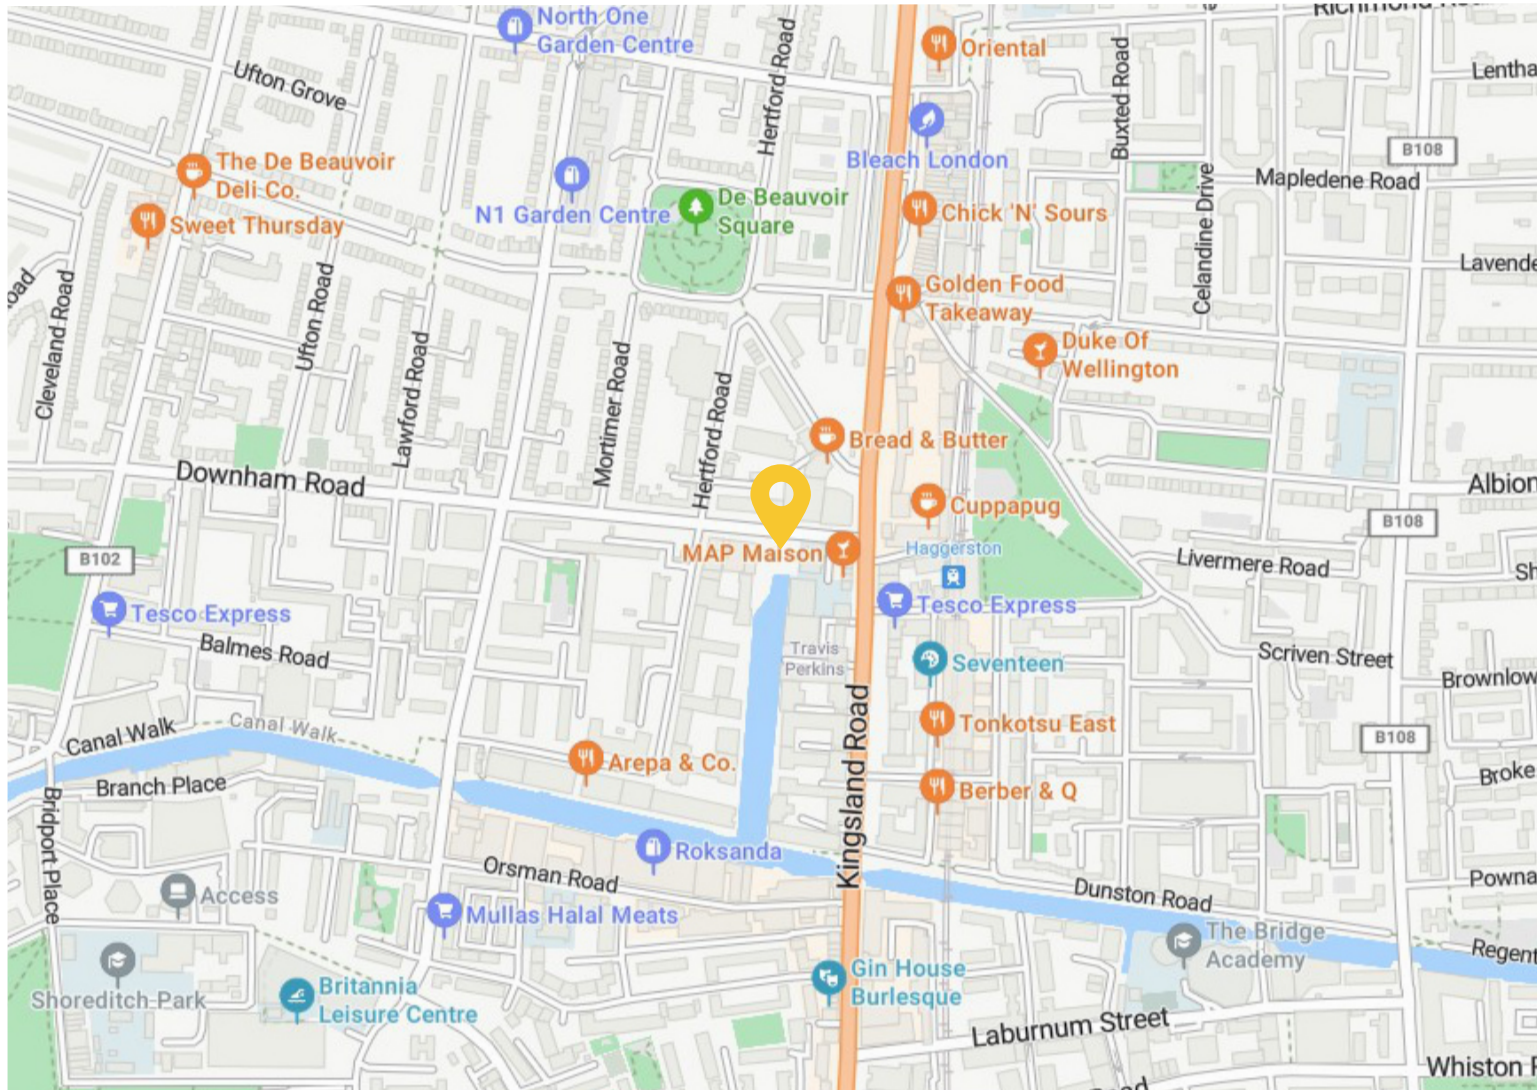 North One
Garden Centre
Oriental
Lentha
Ufton Grove
Hertford Road
Buxted Road
Bleach London
B108
The De Beauvoir
Deli Co.
Mapledene Road
De Beauvoir
Square
N1 Garden Centre
Chick 'N' Sours
Sweet Thursday
Celandine Drive
Lavende
Golden Food
Takeaway
oad
Cleveland Road
Ufton Road
Lawford Road
Mortimer Road
Hertford Road
Duke Of
Wellington
Bread & Butter
Downham Road
Albion
Cuppapug
B108
MAP Maison
Haggerston
B102
Livermere Road
Sh
Tesco Express
Tesco Express
Balmes Road
Travis
Perkins
Seventeen
Scriven Street
Brownlow
Canal Walk
Canal Walk
Tonkotsu East
B108
Kingsland Road
Arepa & Co.
Branch Place
Berber & Q
Broke
Bridport Place
Roksanda
Orsman Road
Access
Dunston Road
Powna
Mullas Halal Meats
The Bridge
Academy
Regent
Shoreditch Park
Britannia
Leisure Centre
Gin House
Burlesque
Laburnum Street
Whiston